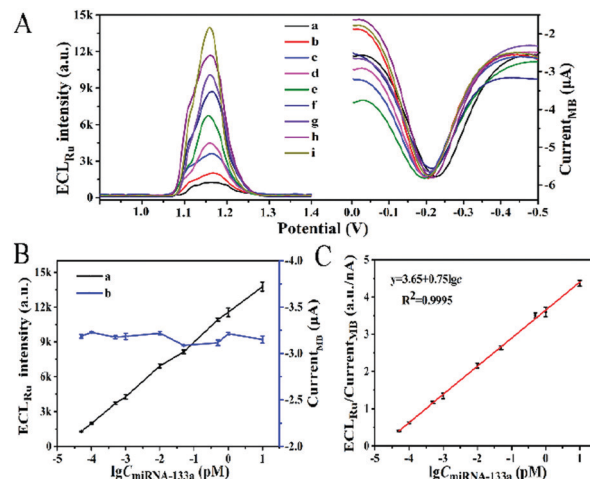 A
15k
12k
9k
6k
3k
0
ECL_Ru intensity (a.u.)
a
b
c
d
e
f
g
h
i
0.9 1.0 1.1 1.2 1.3 1.4
0.0 -0.1 -0.2 -0.3 -0.4 -0.5
Potential (V)
-2
-3
-4
-5
-6
Current_MB (μA)
B
15k
12k
9k
6k
3k
0
ECL_Ru intensity (a.u.)
a
b
-4.0
-3.5
-3.0
-2.5
-2.0
Current_MB (μA)
-5 -4 -3 -2 -1 0 1
lgC_miRNA-133a (pM)
C
5
4
3
2
1
0
ECL_Ru/Current_MB (a.u./nA)
y=3.65+0.75lgc
R²=0.9995
-5 -4 -3 -2 -1 0 1
lgC_miRNA-133a (pM)